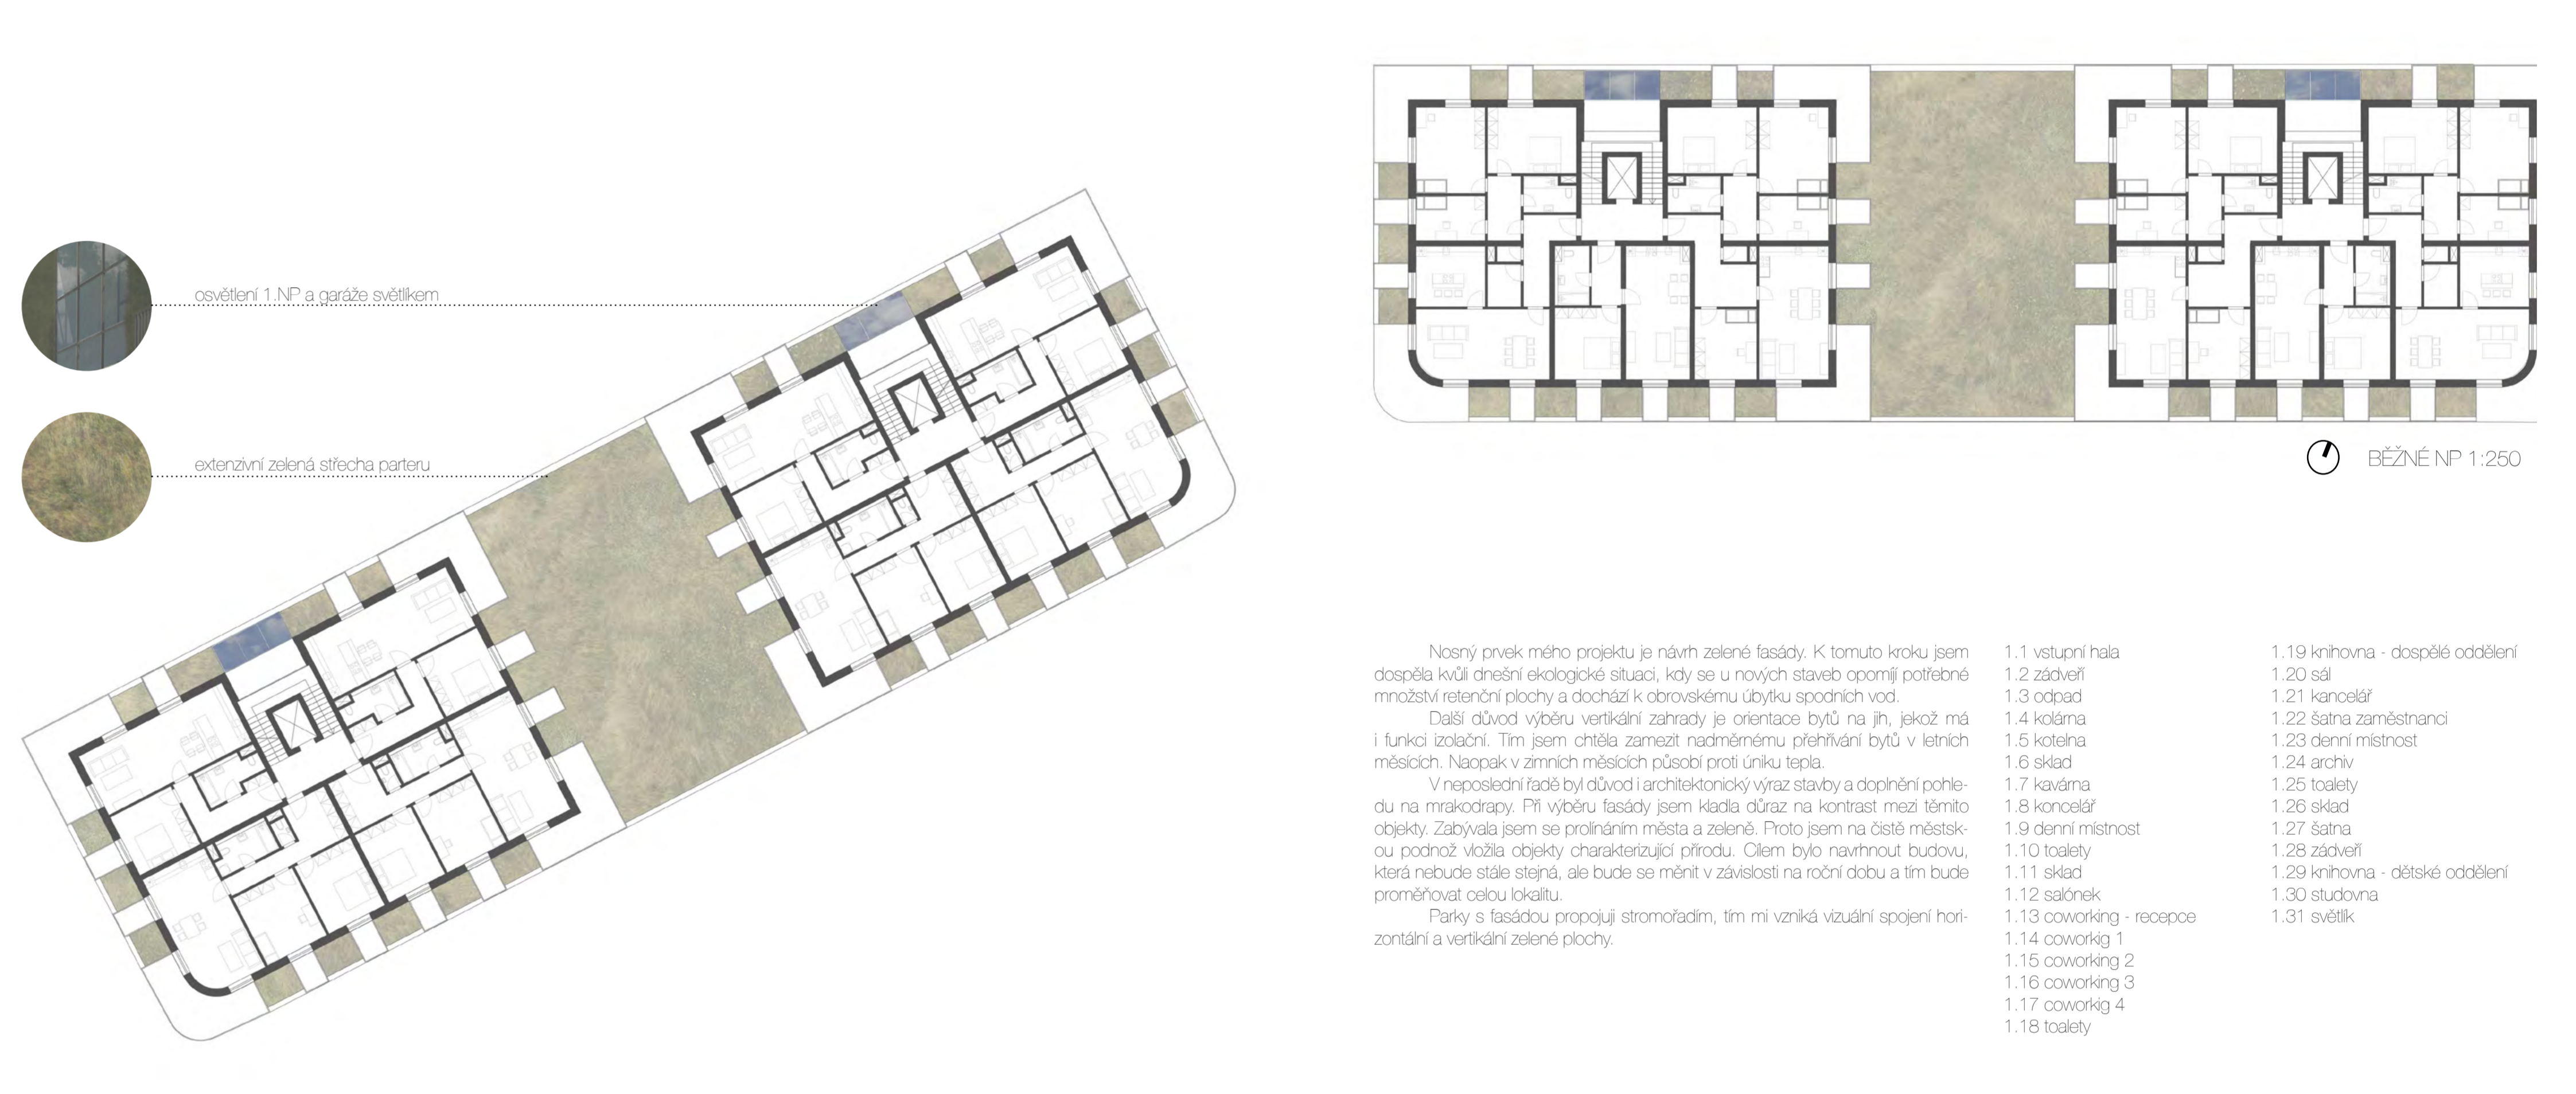 osvětlení 1.NP a garáže světlíkem
extenzivní zelená střecha parteru
BĚŽNÉ NP 1:250
Nosný prvek mého projektu je návrh zelené fasády. K tomuto kroku jsem
dospěla kvůli dnešní ekologické situaci, kdy se u nových staveb opomíjí potřebné
množství retenční plochy a dochází k obrovskému úbytku spodních vod.
Další důvod výběru vertikální zahrady je orientace bytů na jih, jekož má
i funkci izolační. Tím jsem chtěla zamezit nadměrnému přehřívání bytů v letních
měsících. Naopak v zimních měsících působí proti úniku tepla.
V neposlední řadě byl důvod i architektonický výraz stavby a doplnění pohle-
du na mrakodrapy. Při výběru fasády jsem kladla důraz na kontrast mezi těmito
objekty. Zabývala jsem se prolínáním města a zeleně. Proto jsem na čistě městsk-
ou podnož vložila objekty charakterizující přírodu. Cílem bylo navrhnout budovu,
která nebude stále stejná, ale bude se měnit v závislosti na roční dobu a tím bude
proměňovat celou lokalitu.
Parky s fasádou propojuji stromořadím, tím mi vzniká vizuální spojení hori-
zontální a vertikální zelené plochy.
1.1 vstupní hala
1.2 zádveří
1.3 odpad
1.4 kolárna
1.5 kotelna
1.6 sklad
1.7 kavárna
1.8 koncelář
1.9 denní místnost
1.10 toalety
1.11 sklad
1.12 salónek
1.13 coworking - recepce
1.14 coworkig 1
1.15 coworking 2
1.16 coworking 3
1.17 coworkig 4
1.18 toalety
1.19 knihovna - dospělé oddělení
1.20 sál
1.21 kancelář
1.22 šatna zaměstnanci
1.23 denní místnost
1.24 archiv
1.25 toalety
1.26 sklad
1.27 šatna
1.28 zádveří
1.29 knihovna - dětské oddělení
1.30 studovna
1.31 světlík